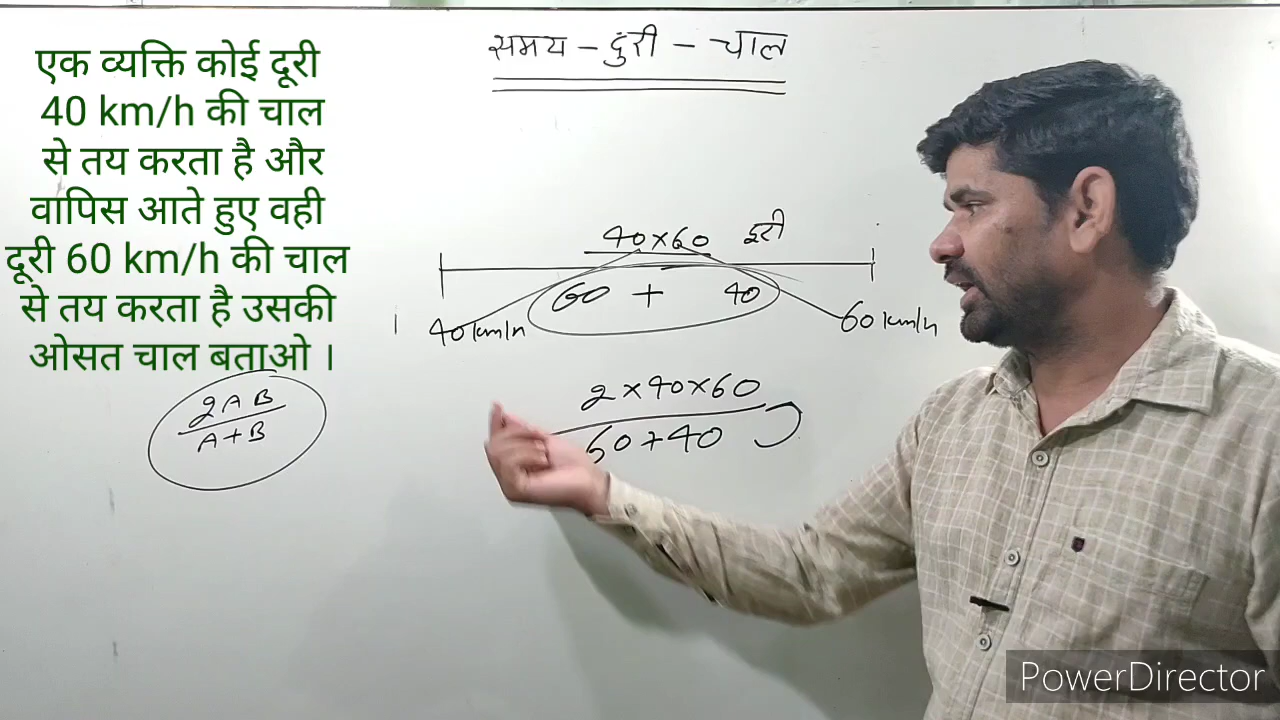 समय - दुरी - चाल
एक व्यक्ति कोई दूरी
40 km/h की चाल
से तय करता है और
वापिस आते हुए वही
दूरी 60 km/h की चाल
से तय करता है उसकी
ओसत चाल बताओ ।
2AB
A+B
40×60 दुरी
60 + 40
40km/h
60km/h
2×40×60
60+40
PowerDirector